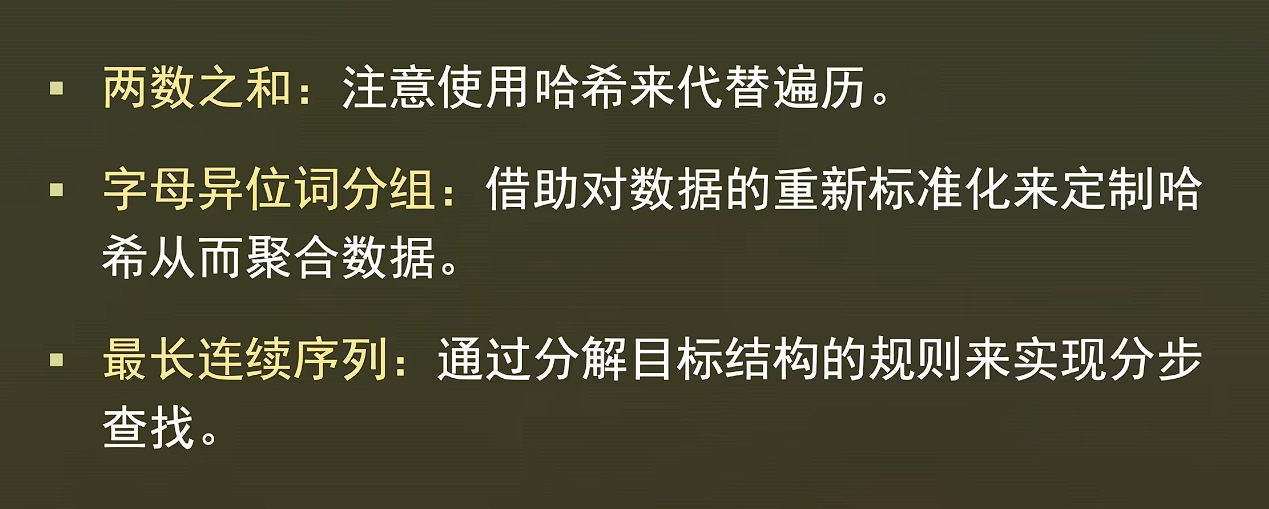 ▪ 两数之和：注意使用哈希来代替遍历。
▪ 字母异位词分组：借助对数据的重新标准化来定制哈
希从而聚合数据。
▪ 最长连续序列：通过分解目标结构的规则来实现分步
查找。